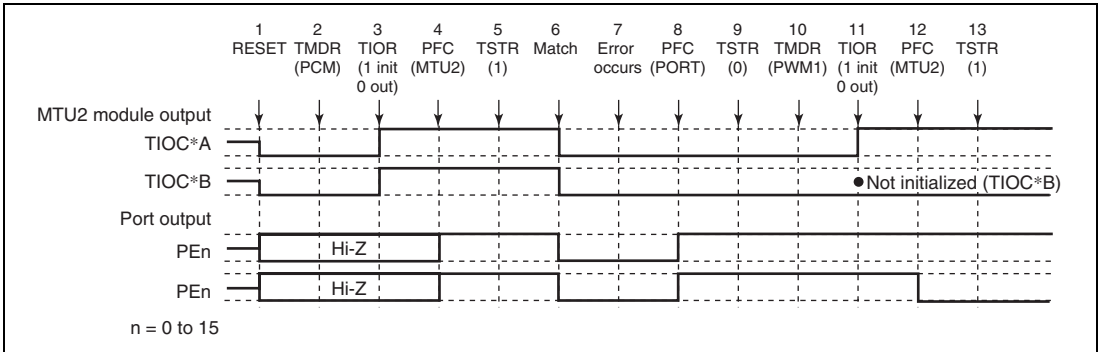 1 2 3 4 5 6 7 8 9 10 11 12 13
RESET TMDR TIOR PFC TSTR Match Error PFC TSTR TMDR TIOR PFC TSTR
(PCM) (1 init (MTU2) (1) occurs (PORT) (0) (PWM1) (1 init (MTU2) (1)
0 out) 0 out)
MTU2 module output
TIOC*A
TIOC*B
●Not initialized (TIOC*B)
Port output
PEn Hi-Z
PEn Hi-Z
n = 0 to 15